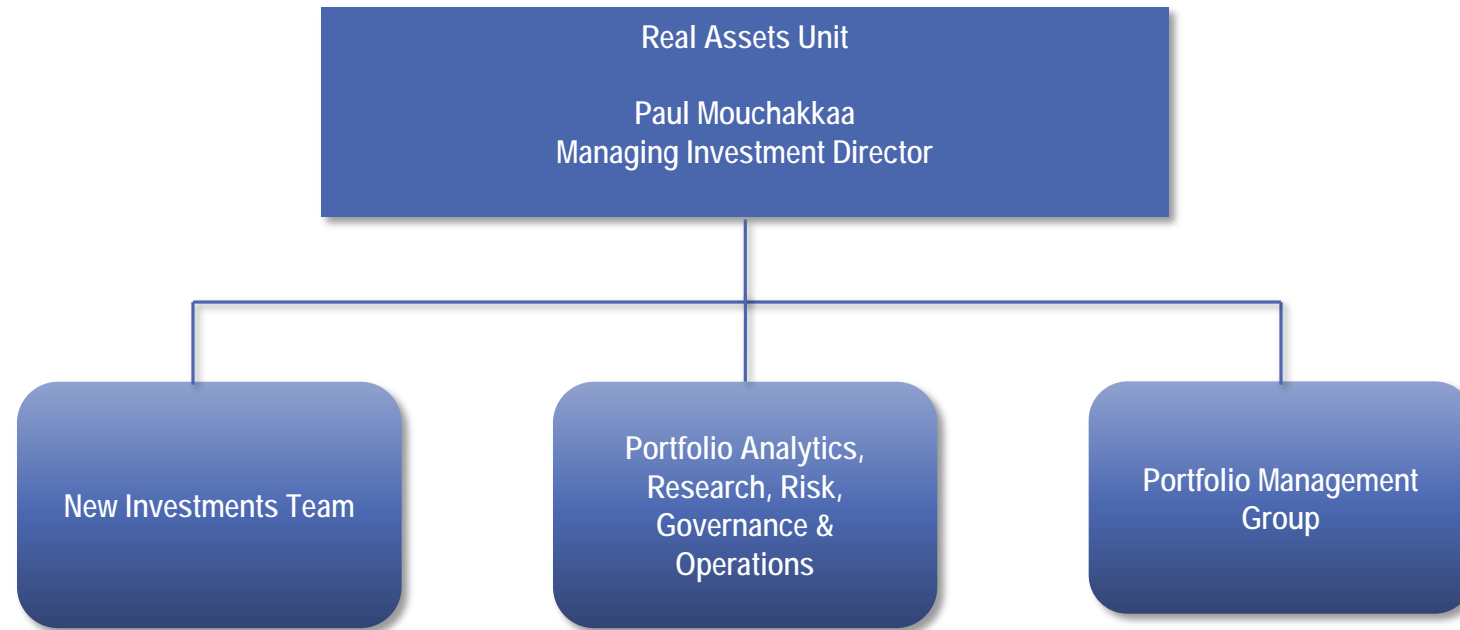 Real Assets Unit
Paul Mouchakkaa
Managing Investment Director
New Investments Team
Portfolio Analytics,
Research, Risk,
Governance &
Operations
Portfolio Management
Group